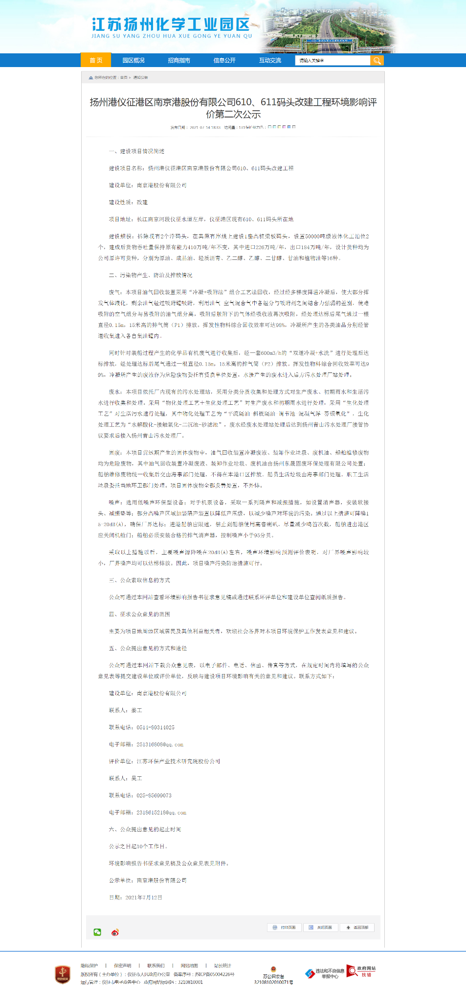 江苏扬州化学工业园区
JIANG SU YANG ZHOU HUA XUE GONG YE YUAN QU
首 页 园区概况 招商指南 信息公开 互动交流 请输入关键字
您所在的位置：首页 > 通知公告
扬州港仪征港区南京港股份有限公司610、611码头改建工程环境影响评
价第二次公示
发布日期： 2021-07-14 18:33 访问量：131保护视力色：
一、建设项目情况简述
建设项目名称：扬州港仪征港区南京港股份有限公司610、611码头改建工程
建设单位：南京港股份有限公司
建设性质：改建
项目地址：长江南京河段仪征水道左岸，仪征港区现有610、611码头所在地
建设规模：拆除现有2个浮码头，在其原有岸线上建设1座高桩梁板码头，设置50000吨级液体化工泊位2
个，建成后货物吞吐量保持原有能力410万吨/年不变，其中进口226万吨/年，出口184万吨/年，设计货种均为
公司原许可货种，分别为原油、成品油、轻质沥青、乙二醇、乙醇、二甘醇、甘油和植物油等16种。
二、污染物产生、防治及排放情况
废气：本项目油气回收装置采用“冷凝+吸附法”组合工艺法回收，经过经多梯度降温冷凝后，使大部分挥
发气体液化，剩余油气经过吸附罐吸附，利用油气-空气混合气中各组分与吸附剂之间结合力强弱的差别，使难
吸附的空气组分与易吸附的油气组分离，吸附后脱附下的气体经吸收液再次吸附，经处理达标后尾气通过一根
直径0.15m，15米高的排气筒（P1）排放。挥发性物料综合回收效率可达98%，冷凝所产生的各类油品分别经管
道收集进入各自集油罐内。
同时针对装船过程产生的化学品有机废气进行收集后，经一套600m3/h的“双道冷凝+水洗”进行处理后达
标排放，经处理达标后尾气通过一根直径0.15m，15米高的排气筒（P2）排放。挥发性物料综合回收效率可达9
9%，冷凝所产生的废液作为危险废物委托有资质单位处置，水洗产生的废水进入后方污水处理厂站处理。
废水：本项目依托厂内现有的污水处理站，采用分类分质收集和处理方式对生产废水、初期雨水和生活污
水进行收集和处理。采用“物化处理工艺＋生化处理工艺”对生产废水和初期雨水进行处理，采用“生化处理
工艺”对生活污水进行处理，其中物化处理工艺为“平流隔油-斜板隔油-调节池-混凝气浮-芬顿氧化”，生化
处理工艺为“水解酸化-接触氧化-二沉池-砂滤池”，废水经废水处理站处理后达到扬州青山污水处理厂接管协
议要求后接入扬州青山污水处理厂。
固废：本项目营运期产生的固体废物中，油气回收装置冷凝废液、装卸作业垃圾、废机油、船舶维修废物
均为危险废物，其中油气回收装置冷凝废液、装卸作业垃圾、废机油由扬州东晟固废环保处理有限公司处置；
船舶维修废物统一收集后交由海事部门处理，不得在本港口区排放。船员生活垃圾由海事部门处理。职工生活
垃圾委托当地环卫部门处理。项目固体废物全部妥善处置，不外排。
噪声：选用低噪声环保型设备；对于机泵设备，采取一系列隔声和减振措施，如设置消声器，安装软接
头、减振垫等；部分高噪声区域加装隔声装置以降低声压级，以减少噪声对环境的污染。通过以上措施可降噪1
5-20dB(A)，确保厂界达标；进港船舶应限速，禁止到船舶使用高音喇叭，尽量减少鸣笛次数，船舶进出港区
应关闭机舱门；船舶必须安装合格的排气消声器，控制噪声小于95分贝。
采取以上措施以后，主要噪声源降噪在20dB(A)左右，噪声环境影响预测评价表明，对厂界噪声影响较
小，厂界噪声均可以达标排放。因此，项目噪声污染防治措施可行。
三、公众索取信息的方式
公众可通过本网站查看环境影响报告书征求意见稿或通过联系环评单位和建设单位查阅纸质报告。
四、征求公众意见的范围
主要为项目地周边区域居民及其他利益相关者，欢迎社会各界对本项目环境保护工作发表意见和建议。
五、公众提出意见的方式和途径
公众可通过本网站下载公众意见表，以电子邮件、电话、信函、传真等方式，在规定时间内将填写的公众
意见表等提交建设单位或评价单位，反映与建设项目环境影响有关的意见和建议。联系方式如下：
建设单位：南京港股份有限公司
联系人：姜工
联系电话：0514-89314025
电子邮箱：251316808@qq.com
评价单位：江苏环保产业技术研究院股份公司
联系人：吴工
联系电话：025-85699073
电子邮箱：2318615218@qq.com
六、公众提出意见的起止时间
公示之日起10个工作日。
环境影响报告书征求意见稿及公众意见表见附件。
公示单位：南京港股份有限公司
日期：2021年7月12日
打印页面 关闭页面 返回顶部
隐私保护 | 保密声明 | 联系我们 | 网站地图 | 站长统计
版权所有（主办单位）：仪征市人民政府办公室 备案序号：苏ICP备05004226号
运行管理：仪征市电子政务中心 政府网站标识码：3210810001
党政机关
苏公网安备
32108102010071号
违法和不良信息
举报中心
政府网站
找错